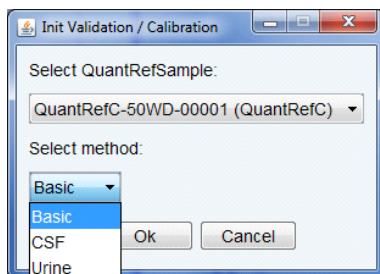 Init Validation / Calibration
Select QuantRefSample:
QuantRefC-50WD-00001 (QuantRefC)
Select method:
Basic
Basic
CSF
Urine
Ok
Cancel